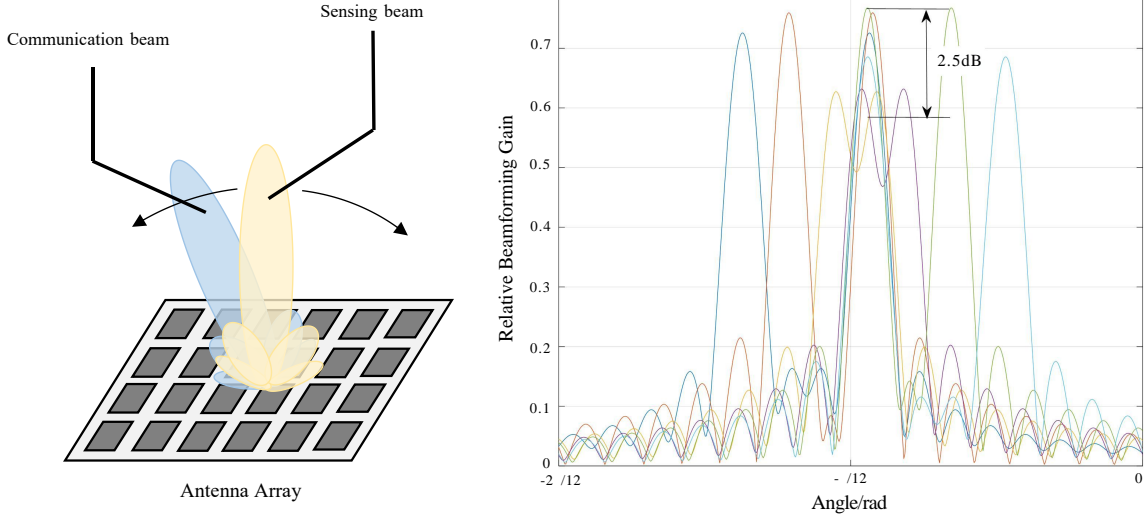 Sensing beam
Communication beam
Antenna Array
Relative Beamforming Gain
0.7
0.6
0.5
0.4
0.3
0.2
0.1
0
2.5dB
-2 /12
- /12
0
Angle/rad